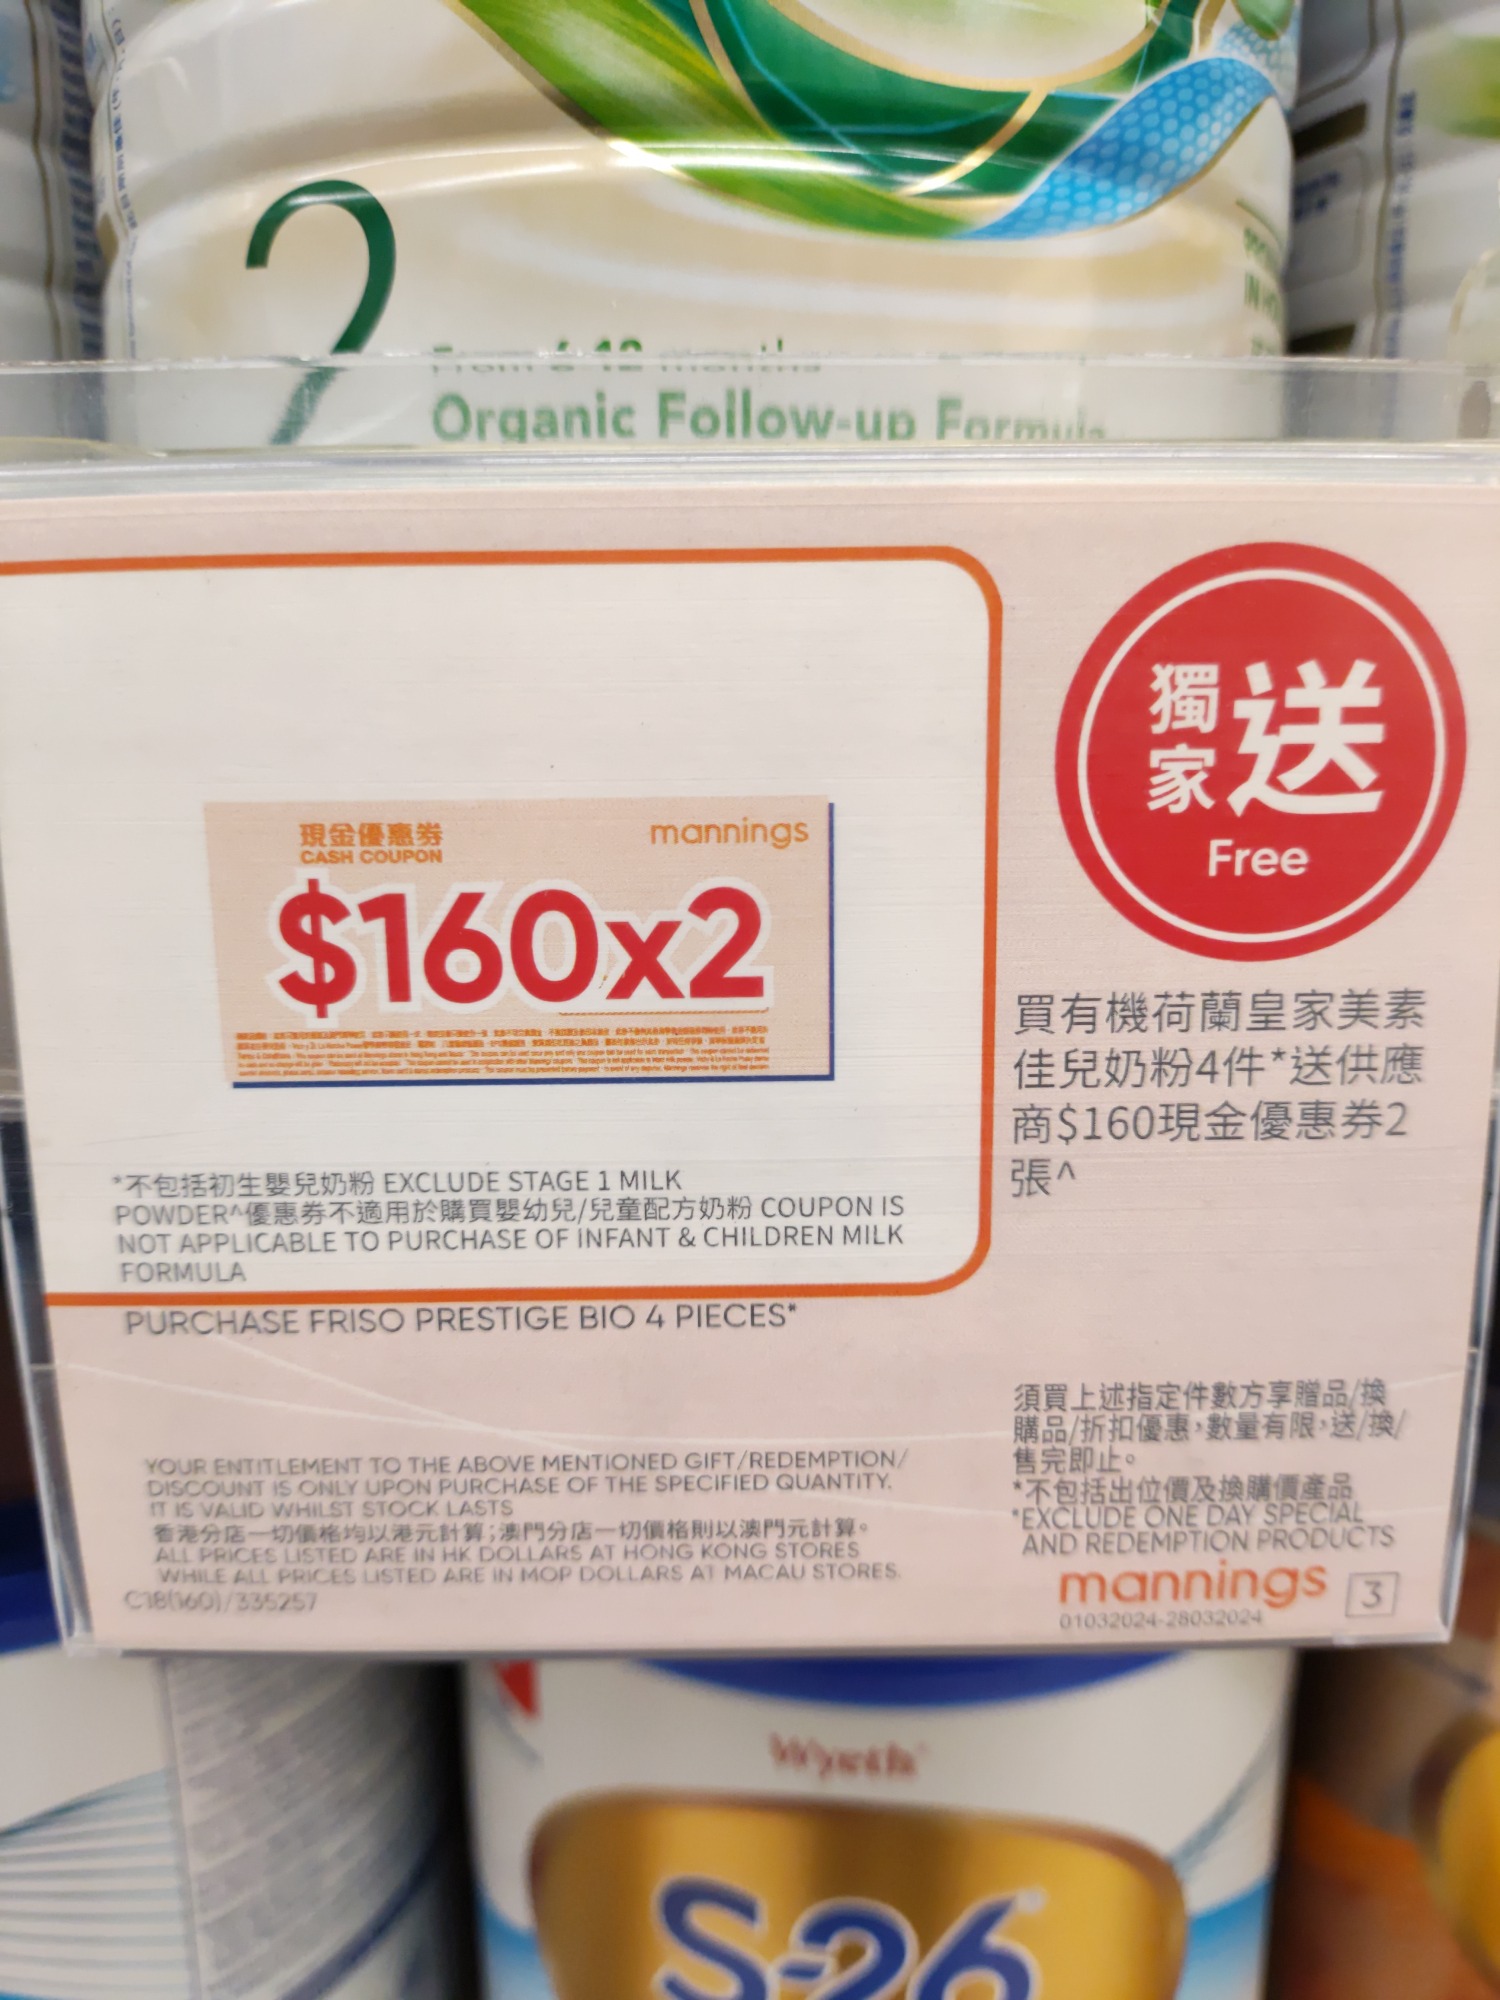 2
From 6-12 months
Organic Follow-up Formula
獨家送
Free
現金優惠券
CASH COUPON
mannings
$160x2
買有機荷蘭皇家美素
佳兒奶粉4件*送供應
商$160現金優惠券2
張^
*不包括初生嬰兒奶粉 EXCLUDE STAGE 1 MILK
POWDER^優惠券不適用於購買嬰幼兒/兒童配方奶粉 COUPON IS
NOT APPLICABLE TO PURCHASE OF INFANT & CHILDREN MILK
FORMULA
PURCHASE FRISO PRESTIGE BIO 4 PIECES*
須買上述指定件數方享贈品/換
購品/折扣優惠，數量有限，送/換/
售完即止。
*不包括出位價及換購價產品
*EXCLUDE ONE DAY SPECIAL
AND REDEMPTION PRODUCTS
YOUR ENTITLEMENT TO THE ABOVE MENTIONED GIFT/REDEMPTION/
DISCOUNT IS ONLY UPON PURCHASE OF THE SPECIFIED QUANTITY.
IT IS VALID WHILST STOCK LASTS
香港分店一切價格均以港元計算；澳門分店一切價格則以澳門元計算。
ALL PRICES LISTED ARE IN HK DOLLARS AT HONG KONG STORES
WHILE ALL PRICES LISTED ARE IN MOP DOLLARS AT MACAU STORES.
C18(160)/335257
mannings 3
01032024-28032024
Wyeth
S-26